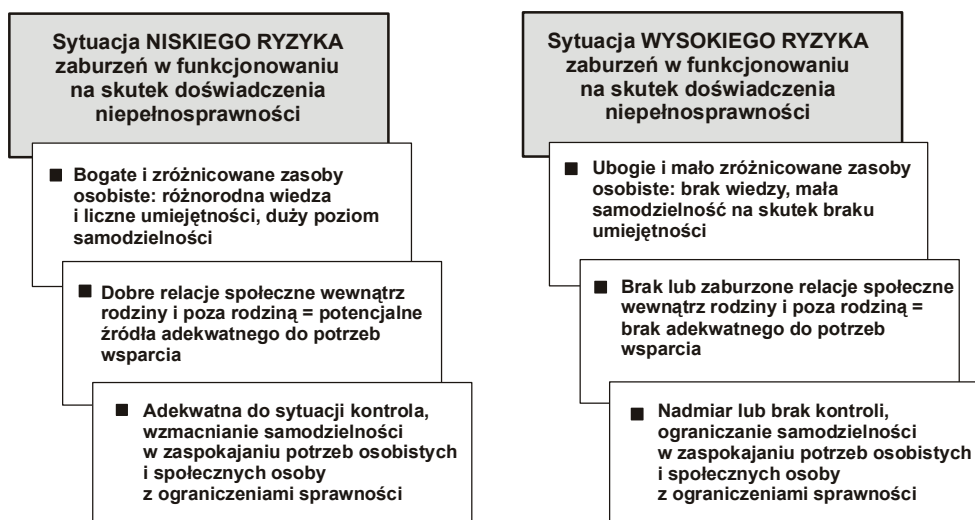 Sytuacja NISKIEGO RYZYKA
zaburzeń w funkcjonowaniu
na skutek doświadczenia
niepełnosprawności
■ Bogate i zróżnicowane zasoby
osobiste: różnorodna wiedza
i liczne umiejętności, duży poziom
samodzielności
■ Dobre relacje społeczne wewnątrz
rodziny i poza rodziną = potencjalne
źródła adekwatnego do potrzeb
wsparcia
■ Adekwatna do sytuacji kontrola,
wzmacnianie samodzielności
w zaspokajaniu potrzeb osobistych
i społecznych osoby
z ograniczeniami sprawności
Sytuacja WYSOKIEGO RYZYKA
zaburzeń w funkcjonowaniu
na skutek doświadczenia
niepełnosprawności
■ Ubogie i mało zróżnicowane zasoby
osobiste: brak wiedzy, mała
samodzielność na skutek braku
umiejętności
■ Brak lub zaburzone relacje społeczne
wewnątrz rodziny i poza rodziną =
brak adekwatnego do potrzeb
wsparcia
■ Nadmiar lub brak kontroli,
ograniczanie samodzielności
w zaspokajaniu potrzeb osobistych
i społecznych osoby
z ograniczeniami sprawności